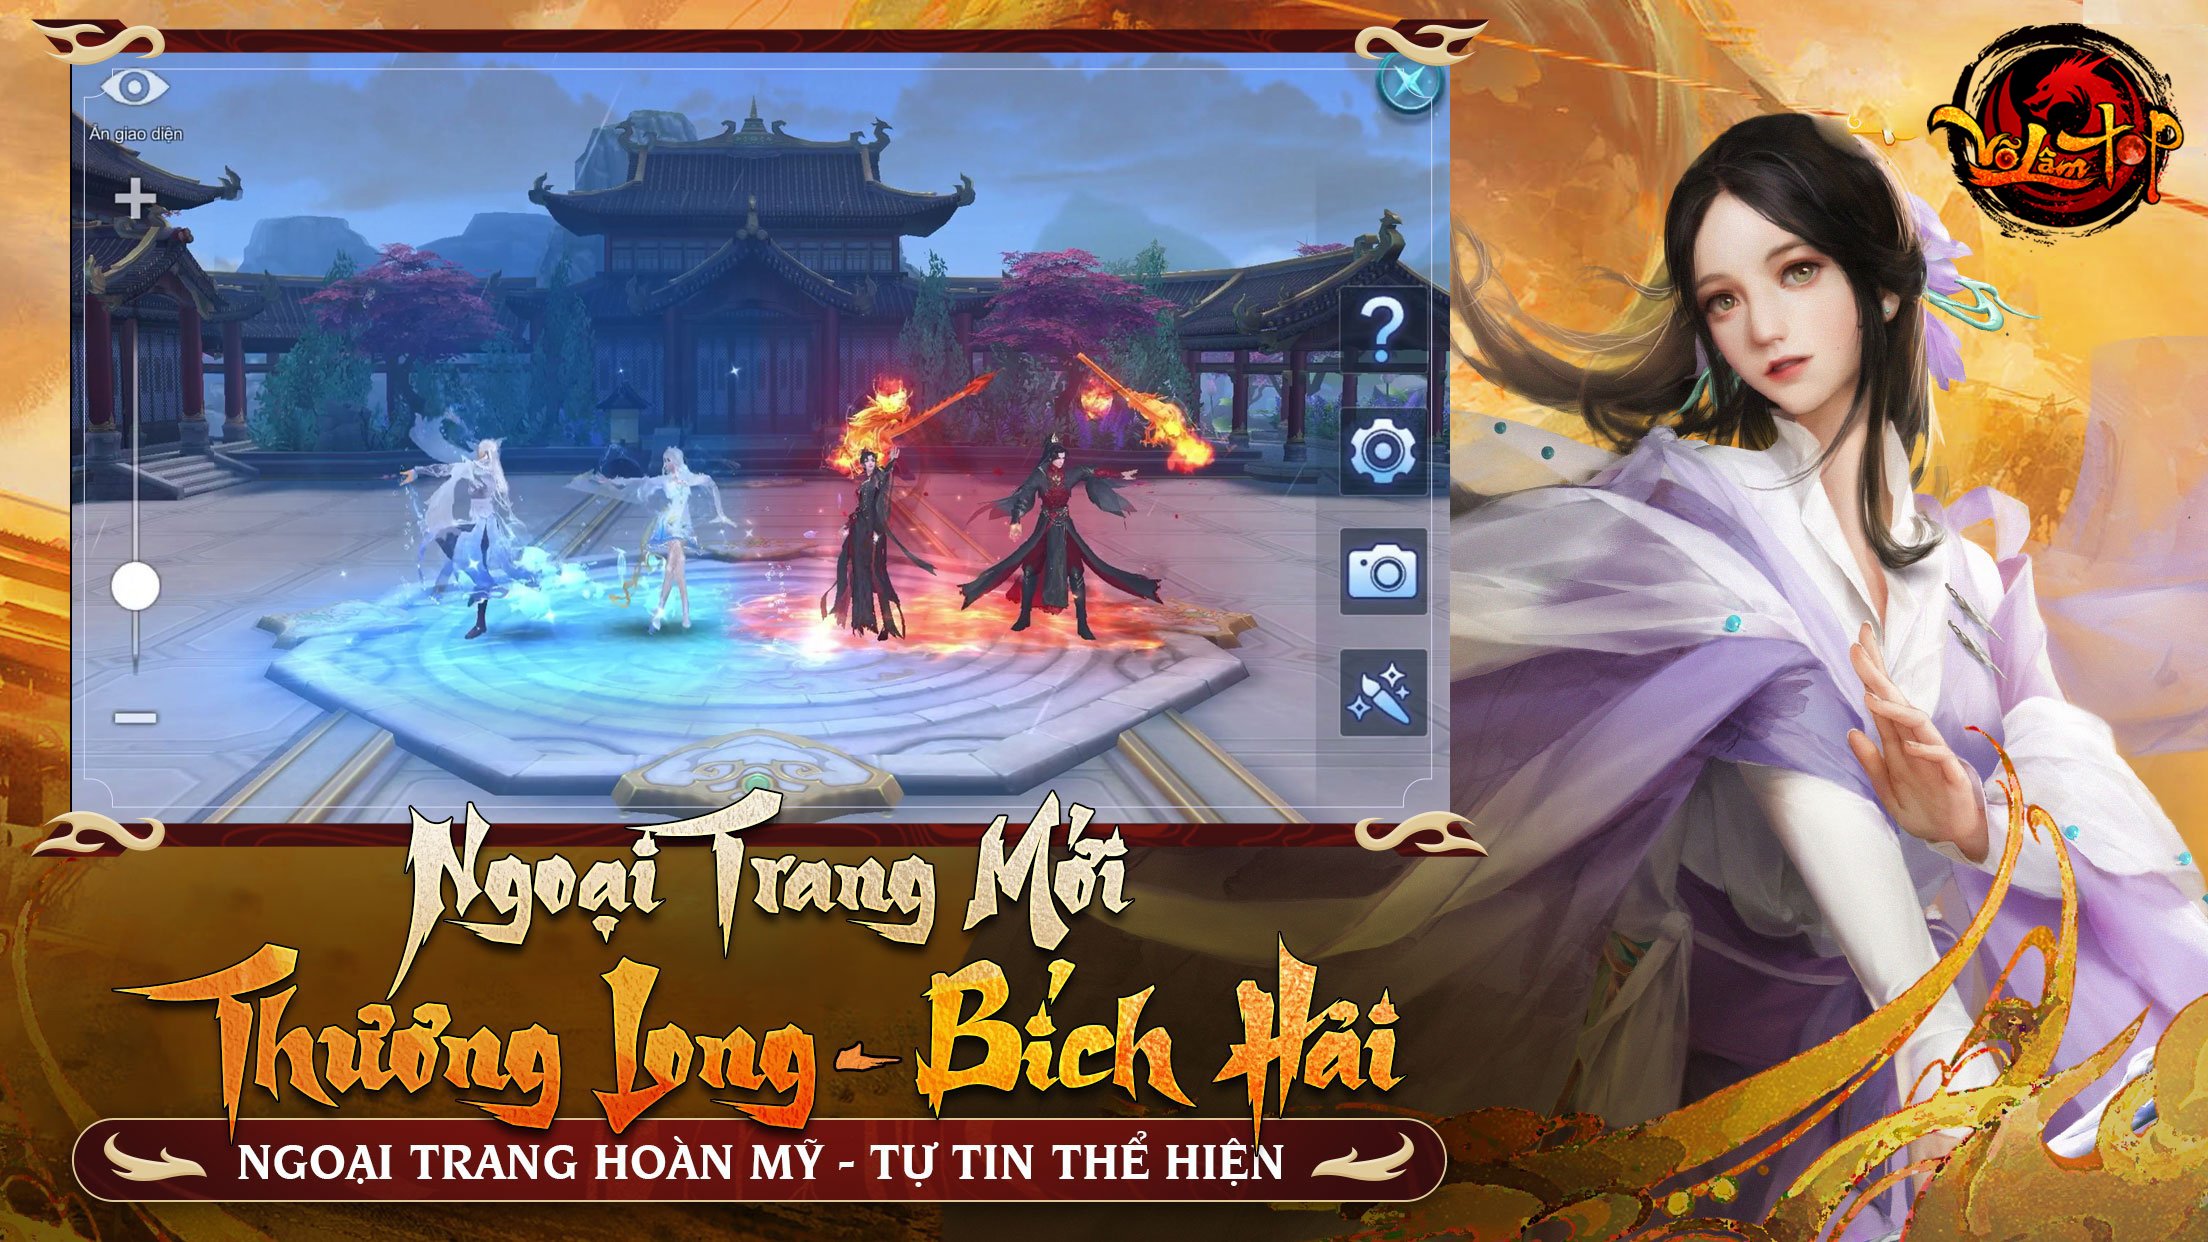 Ẩn giao diện
Võ Lâm Top
Ngoại Trang Mới
Thương Long - Bích Hải
NGOẠI TRANG HOÀN MỸ - TỰ TIN THỂ HIỆN